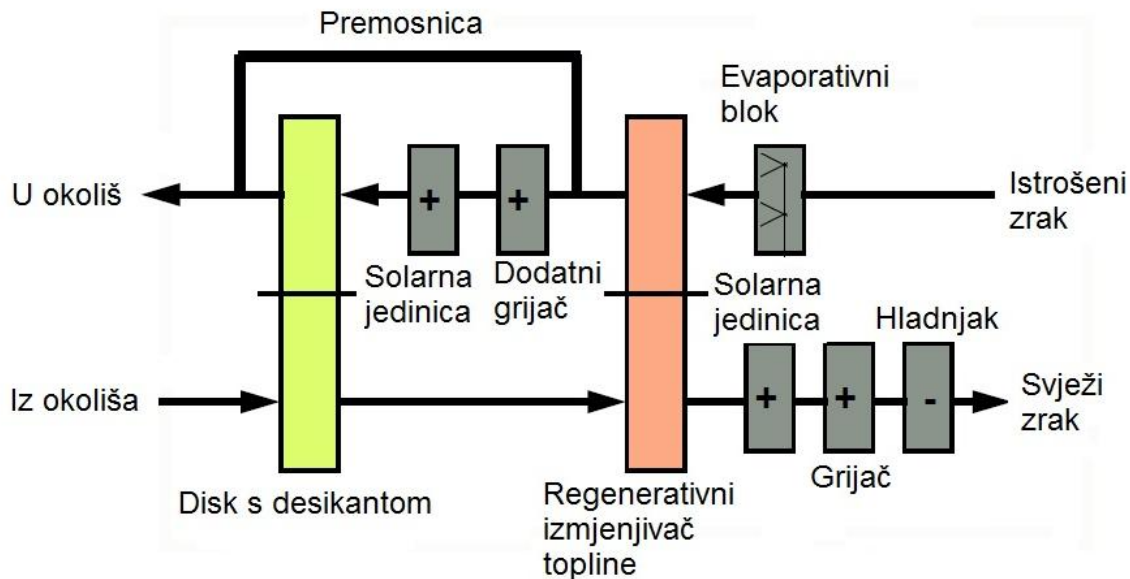 Premosnica
Evaporativni
blok
U okoliš
+
+
Istrošeni
zrak
Solarna
jedinica
Dodatni
grijač
Solarna
jedinica
Hladnjak
Iz okoliša
+
+
-
Svježi
zrak
Grijač
Disk s desikantom
Regenerativni
izmjenjivač
topline